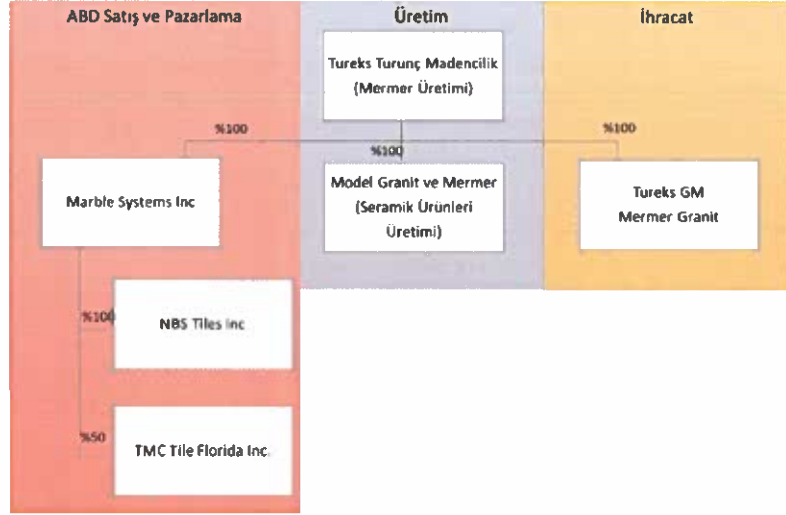 ABD Satış ve Pazarlama
Üretim
İhracat
Tureks Turunç Madencilik
(Mermer Üretimi)
%100
%100
%100
Marble Systems Inc
Model Granit ve Mermer
(Seramik Ürünleri
Üretimi)
Tureks GM
Mermer Granit
%100
NBS Tiles Inc
%50
TMC Tile Florida Inc.